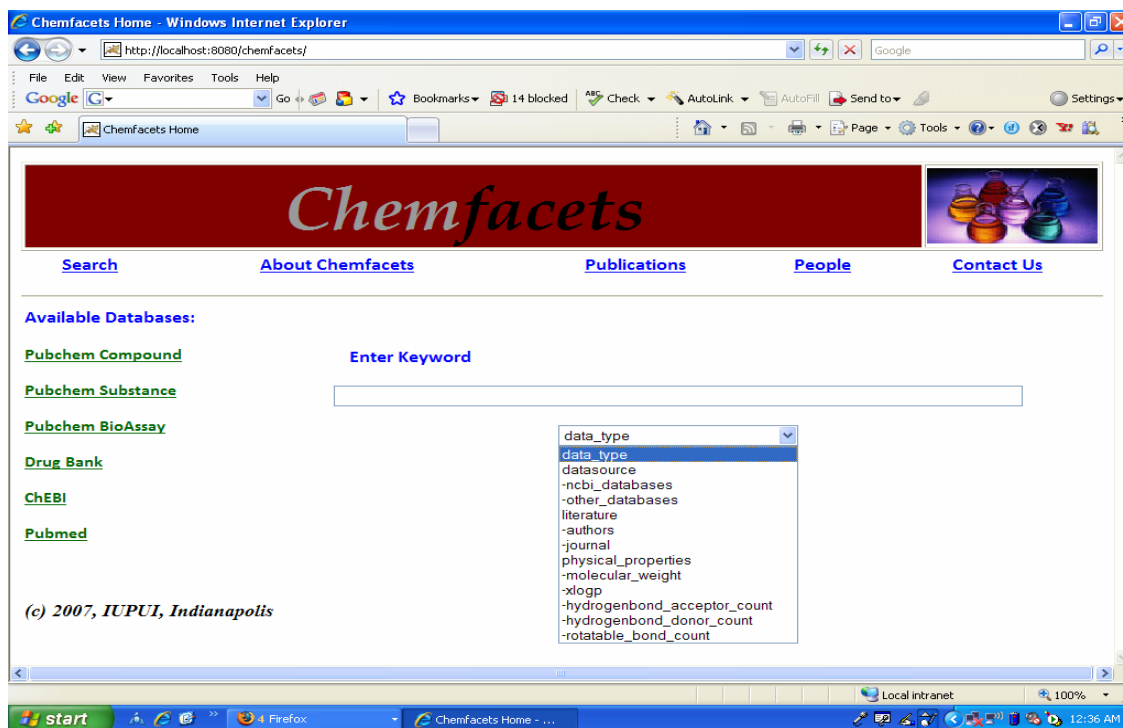 Chemfacets Home - Windows Internet Explorer
http://localhost:8080/chemfacets/
Google
File Edit View Favorites Tools Help
Google G Go Bookmarks 14 blocked ABC Check AutoLink AutoFill Send to Settings
Chemfacets Home Page Tools
Chemfacets
Search About Chemfacets Publications People Contact Us
Available Databases:
Pubchem Compound
Enter Keyword
Pubchem Substance
Pubchem BioAssay
data_type
data_type
Drug Bank
datasource
-ncbi_databases
ChEBI
-other_databases
literature
Pubmed
-authors
-journal
physical_properties
-molecular_weight
-xlogp
(c) 2007, IUPUI, Indianapolis
-hydrogenbond_acceptor_count
-hydrogenbond_donor_count
-rotatable_bond_count
Local intranet 100%
start 4 Firefox Chemfacets Home - ... 12:36 AM